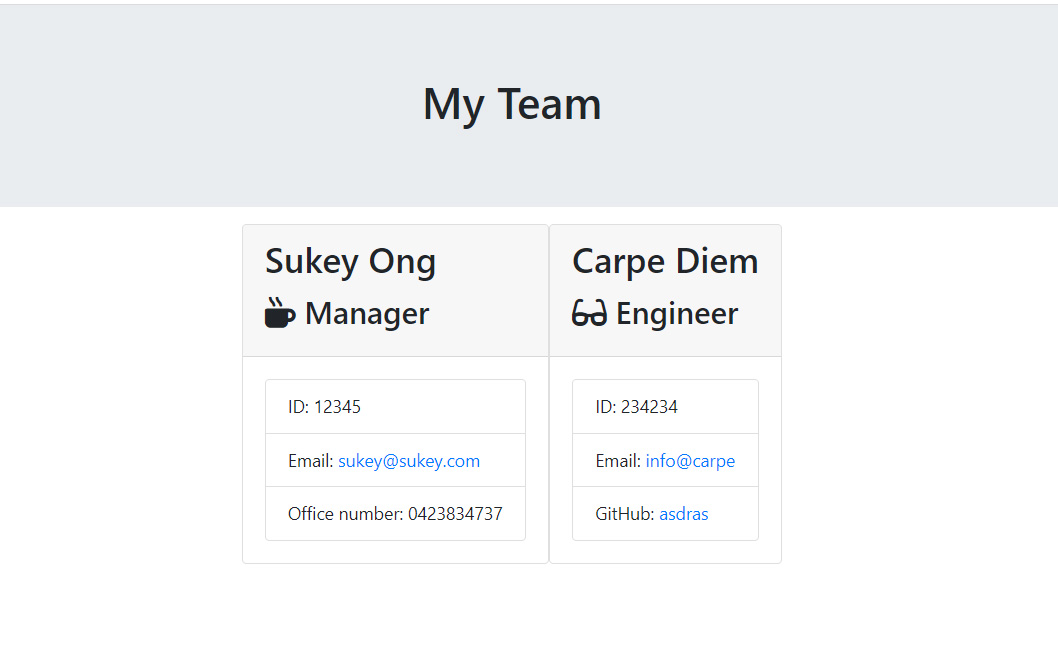 My Team
Sukey Ong
Manager
ID: 12345
Email: sukey@sukey.com
Office number: 0423834737
Carpe Diem
Engineer
ID: 234234
Email: info@carpe
GitHub: asdras